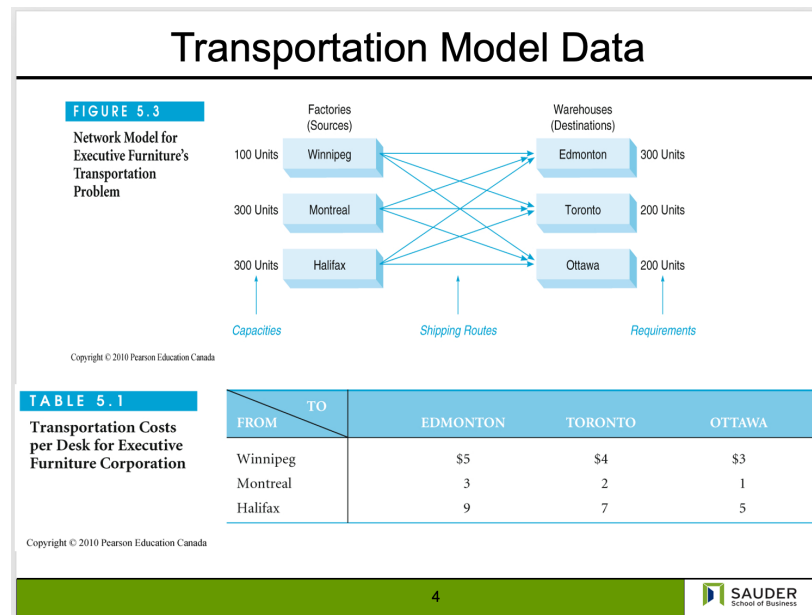 Transportation Model Data
FIGURE 5.3
Network Model for
Executive Furniture's
Transportation
Problem
Factories
(Sources)
Warehouses
(Destinations)
100 Units Winnipeg Edmonton 300 Units
300 Units Montreal Toronto 200 Units
300 Units Halifax Ottawa 200 Units
Capacities Shipping Routes Requirements
Copyright © 2010 Pearson Education Canada
TABLE 5.1
Transportation Costs
per Desk for Executive
Furniture Corporation
TO
FROM EDMONTON TORONTO OTTAWA
Winnipeg $5 $4 $3
Montreal 3 2 1
Halifax 9 7 5
Copyright © 2010 Pearson Education Canada
4
SAUDER
School of Business